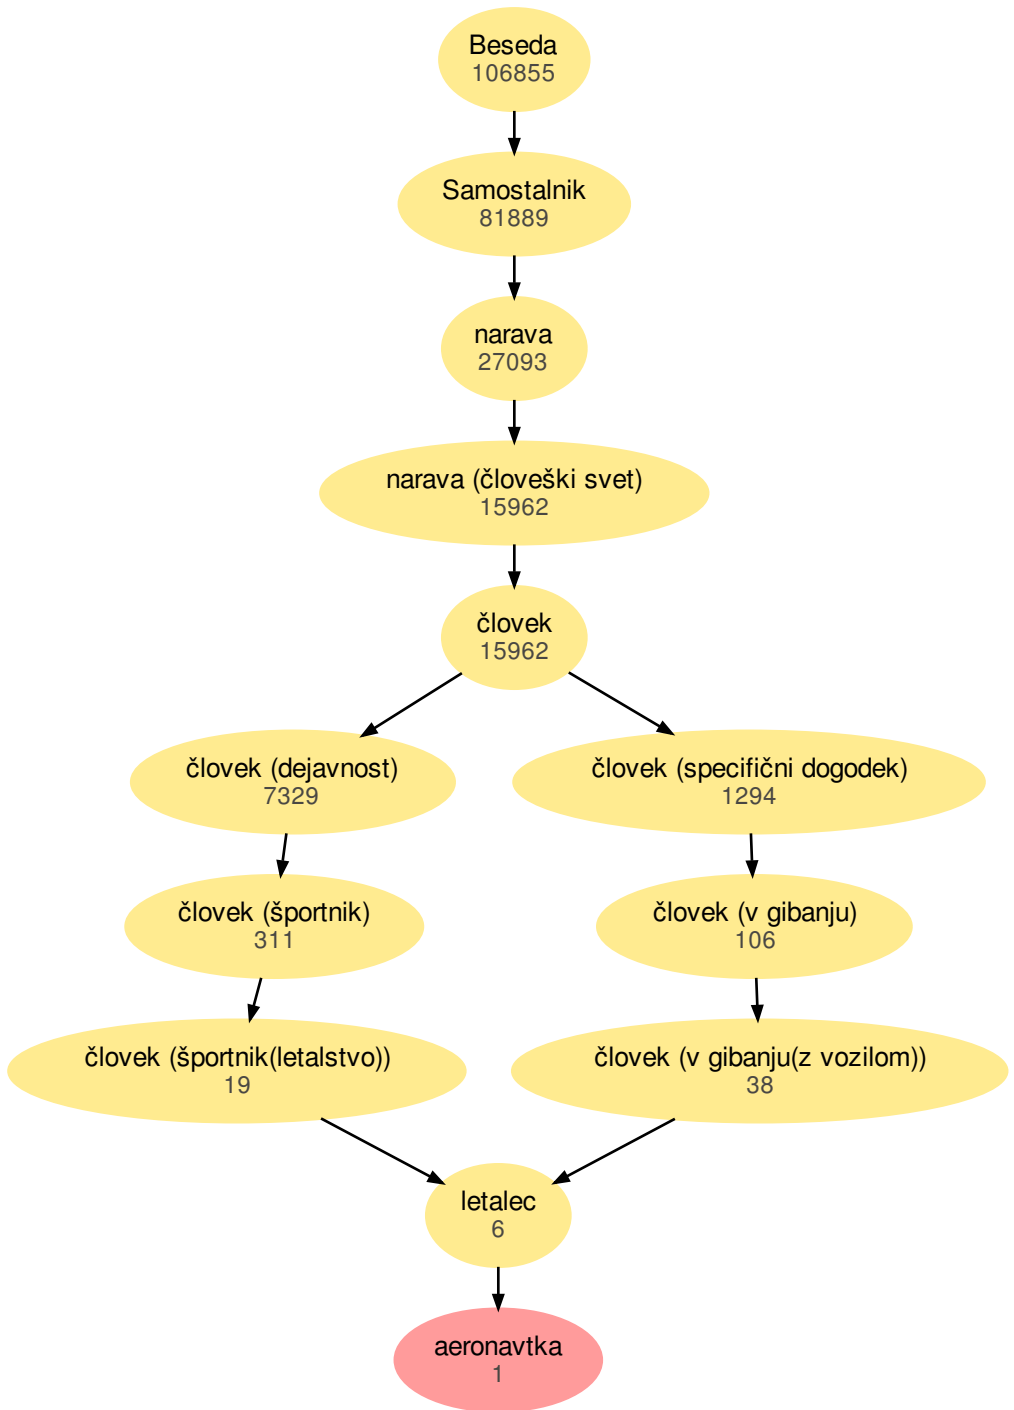 Beseda
106855
Samostalnik
81889
narava
27093
narava (človeški svet)
15962
človek
15962
človek (dejavnost)
7329
človek (specifični dogodek)
1294
človek (športnik)
311
človek (v gibanju)
106
človek (športnik(letalstvo))
19
človek (v gibanju(z vozilom))
38
letalec
6
aeronavtka
1